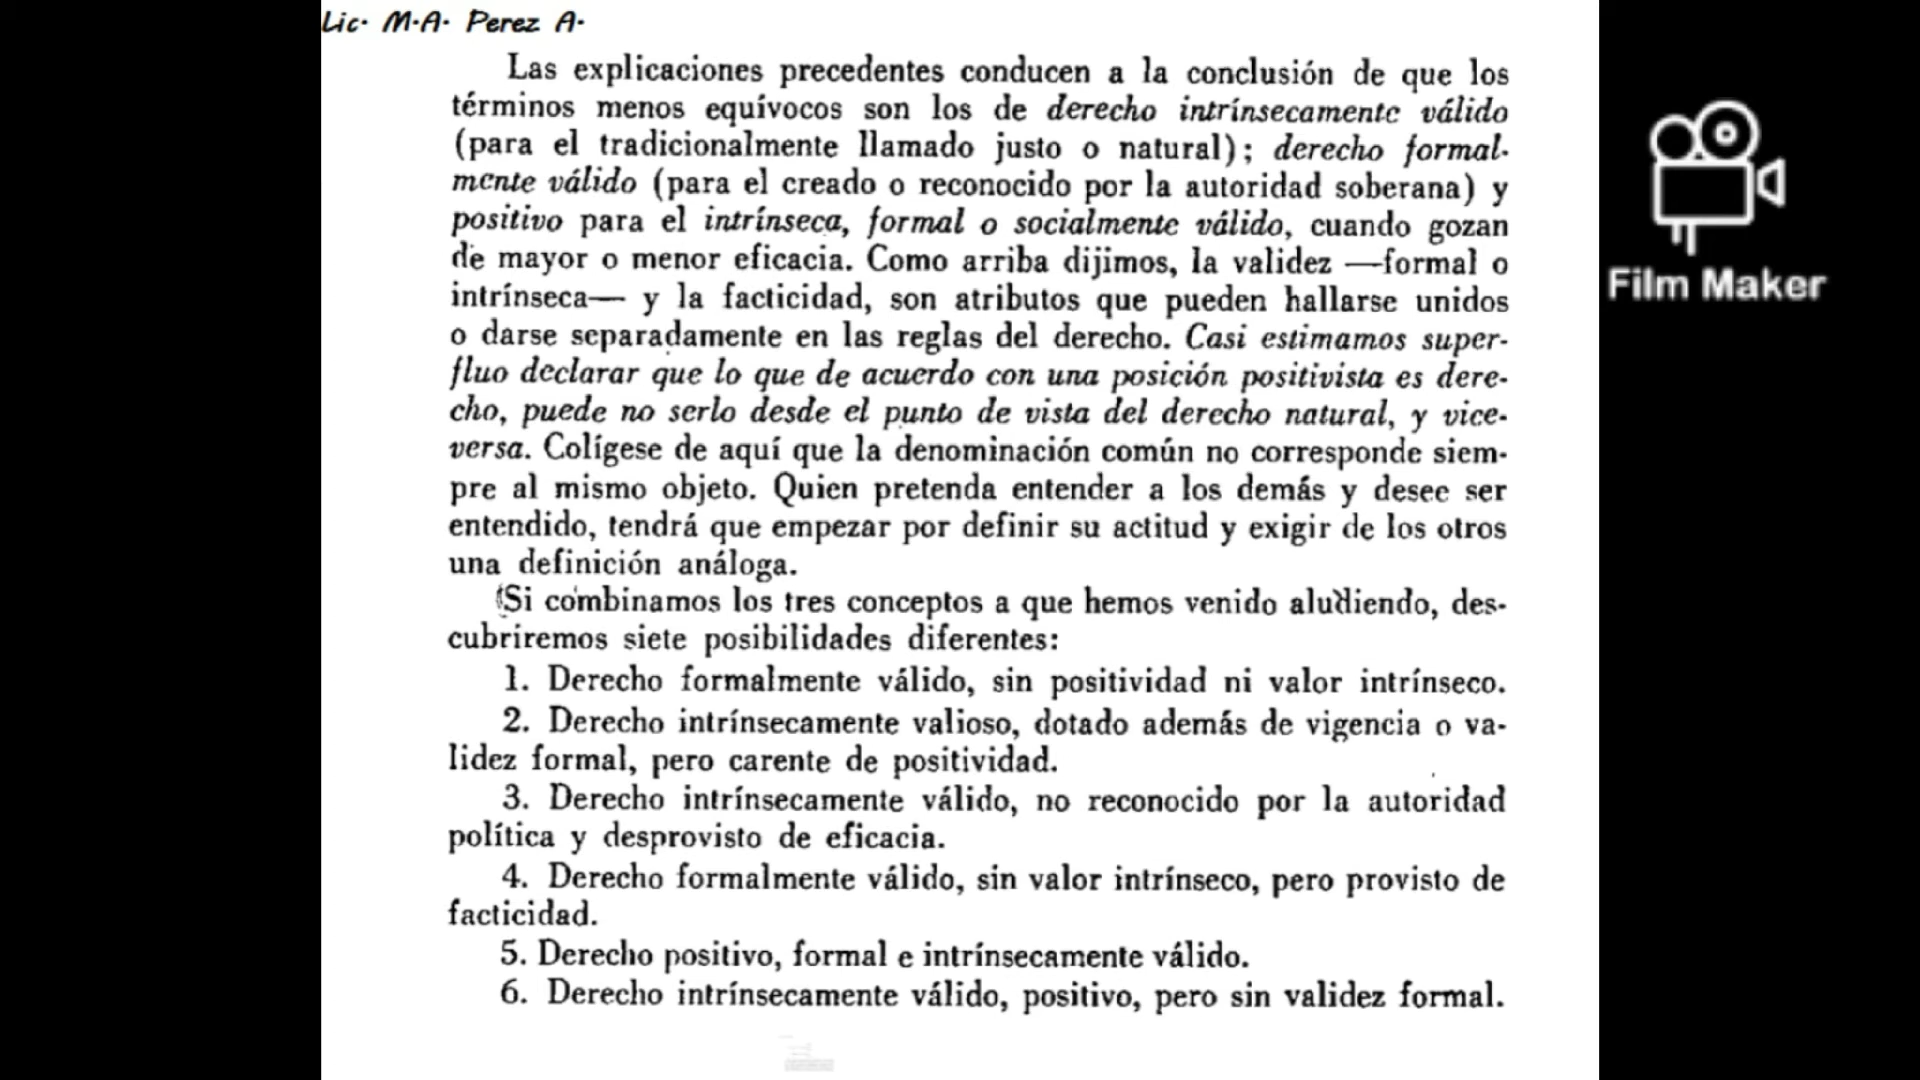 Lic. M.A. Perez A.
Las explicaciones precedentes conducen a la conclusión de que los
términos menos equívocos son los de derecho intrínsecamente válido
(para el tradicionalmente llamado justo o natural); derecho formal-
mente válido (para el creado o reconocido por la autoridad soberana) y
positivo para el intrínseca, formal o socialmente válido, cuando gozan
de mayor o menor eficacia. Como arriba dijimos, la validez —formal o
intrínseca— y la facticidad, son atributos que pueden hallarse unidos
o darse separadamente en las reglas del derecho. Casi estimamos super-
fluo declarar que lo que de acuerdo con una posición positivista es dere-
cho, puede no serlo desde el punto de vista del derecho natural, y vice-
versa. Colígese de aquí que la denominación común no corresponde siem-
pre al mismo objeto. Quien pretenda entender a los demás y desee ser
entendido, tendrá que empezar por definir su actitud y exigir de los otros
una definición análoga.
Si combinamos los tres conceptos a que hemos venido aludiendo, des-
cubriremos siete posibilidades diferentes:
1. Derecho formalmente válido, sin positividad ni valor intrínseco.
2. Derecho intrínsecamente valioso, dotado además de vigencia o va-
lidez formal, pero carente de positividad.
3. Derecho intrínsecamente válido, no reconocido por la autoridad
política y desprovisto de eficacia.
4. Derecho formalmente válido, sin valor intrínseco, pero provisto de
facticidad.
5. Derecho positivo, formal e intrínsecamente válido.
6. Derecho intrínsecamente válido, positivo, pero sin validez formal.
Film Maker